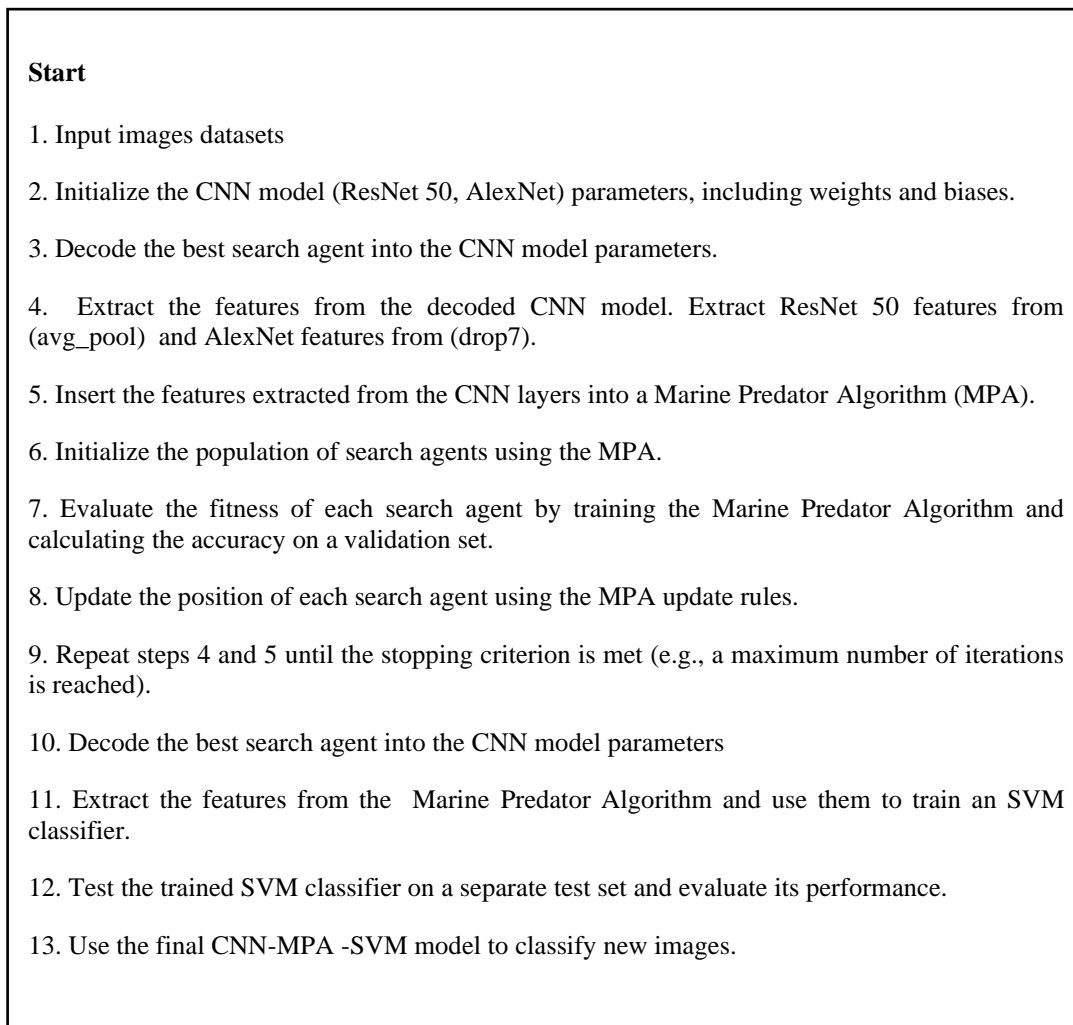 Start
1. Input images datasets
2. Initialize the CNN model (ResNet 50, AlexNet) parameters, including weights and biases.
3. Decode the best search agent into the CNN model parameters.
4. Extract the features from the decoded CNN model. Extract ResNet 50 features from
(avg_pool) and AlexNet features from (drop7).
5. Insert the features extracted from the CNN layers into a Marine Predator Algorithm (MPA).
6. Initialize the population of search agents using the MPA.
7. Evaluate the fitness of each search agent by training the Marine Predator Algorithm and
calculating the accuracy on a validation set.
8. Update the position of each search agent using the MPA update rules.
9. Repeat steps 4 and 5 until the stopping criterion is met (e.g., a maximum number of iterations
is reached).
10. Decode the best search agent into the CNN model parameters
11. Extract the features from the Marine Predator Algorithm and use them to train an SVM
classifier.
12. Test the trained SVM classifier on a separate test set and evaluate its performance.
13. Use the final CNN-MPA -SVM model to classify new images.